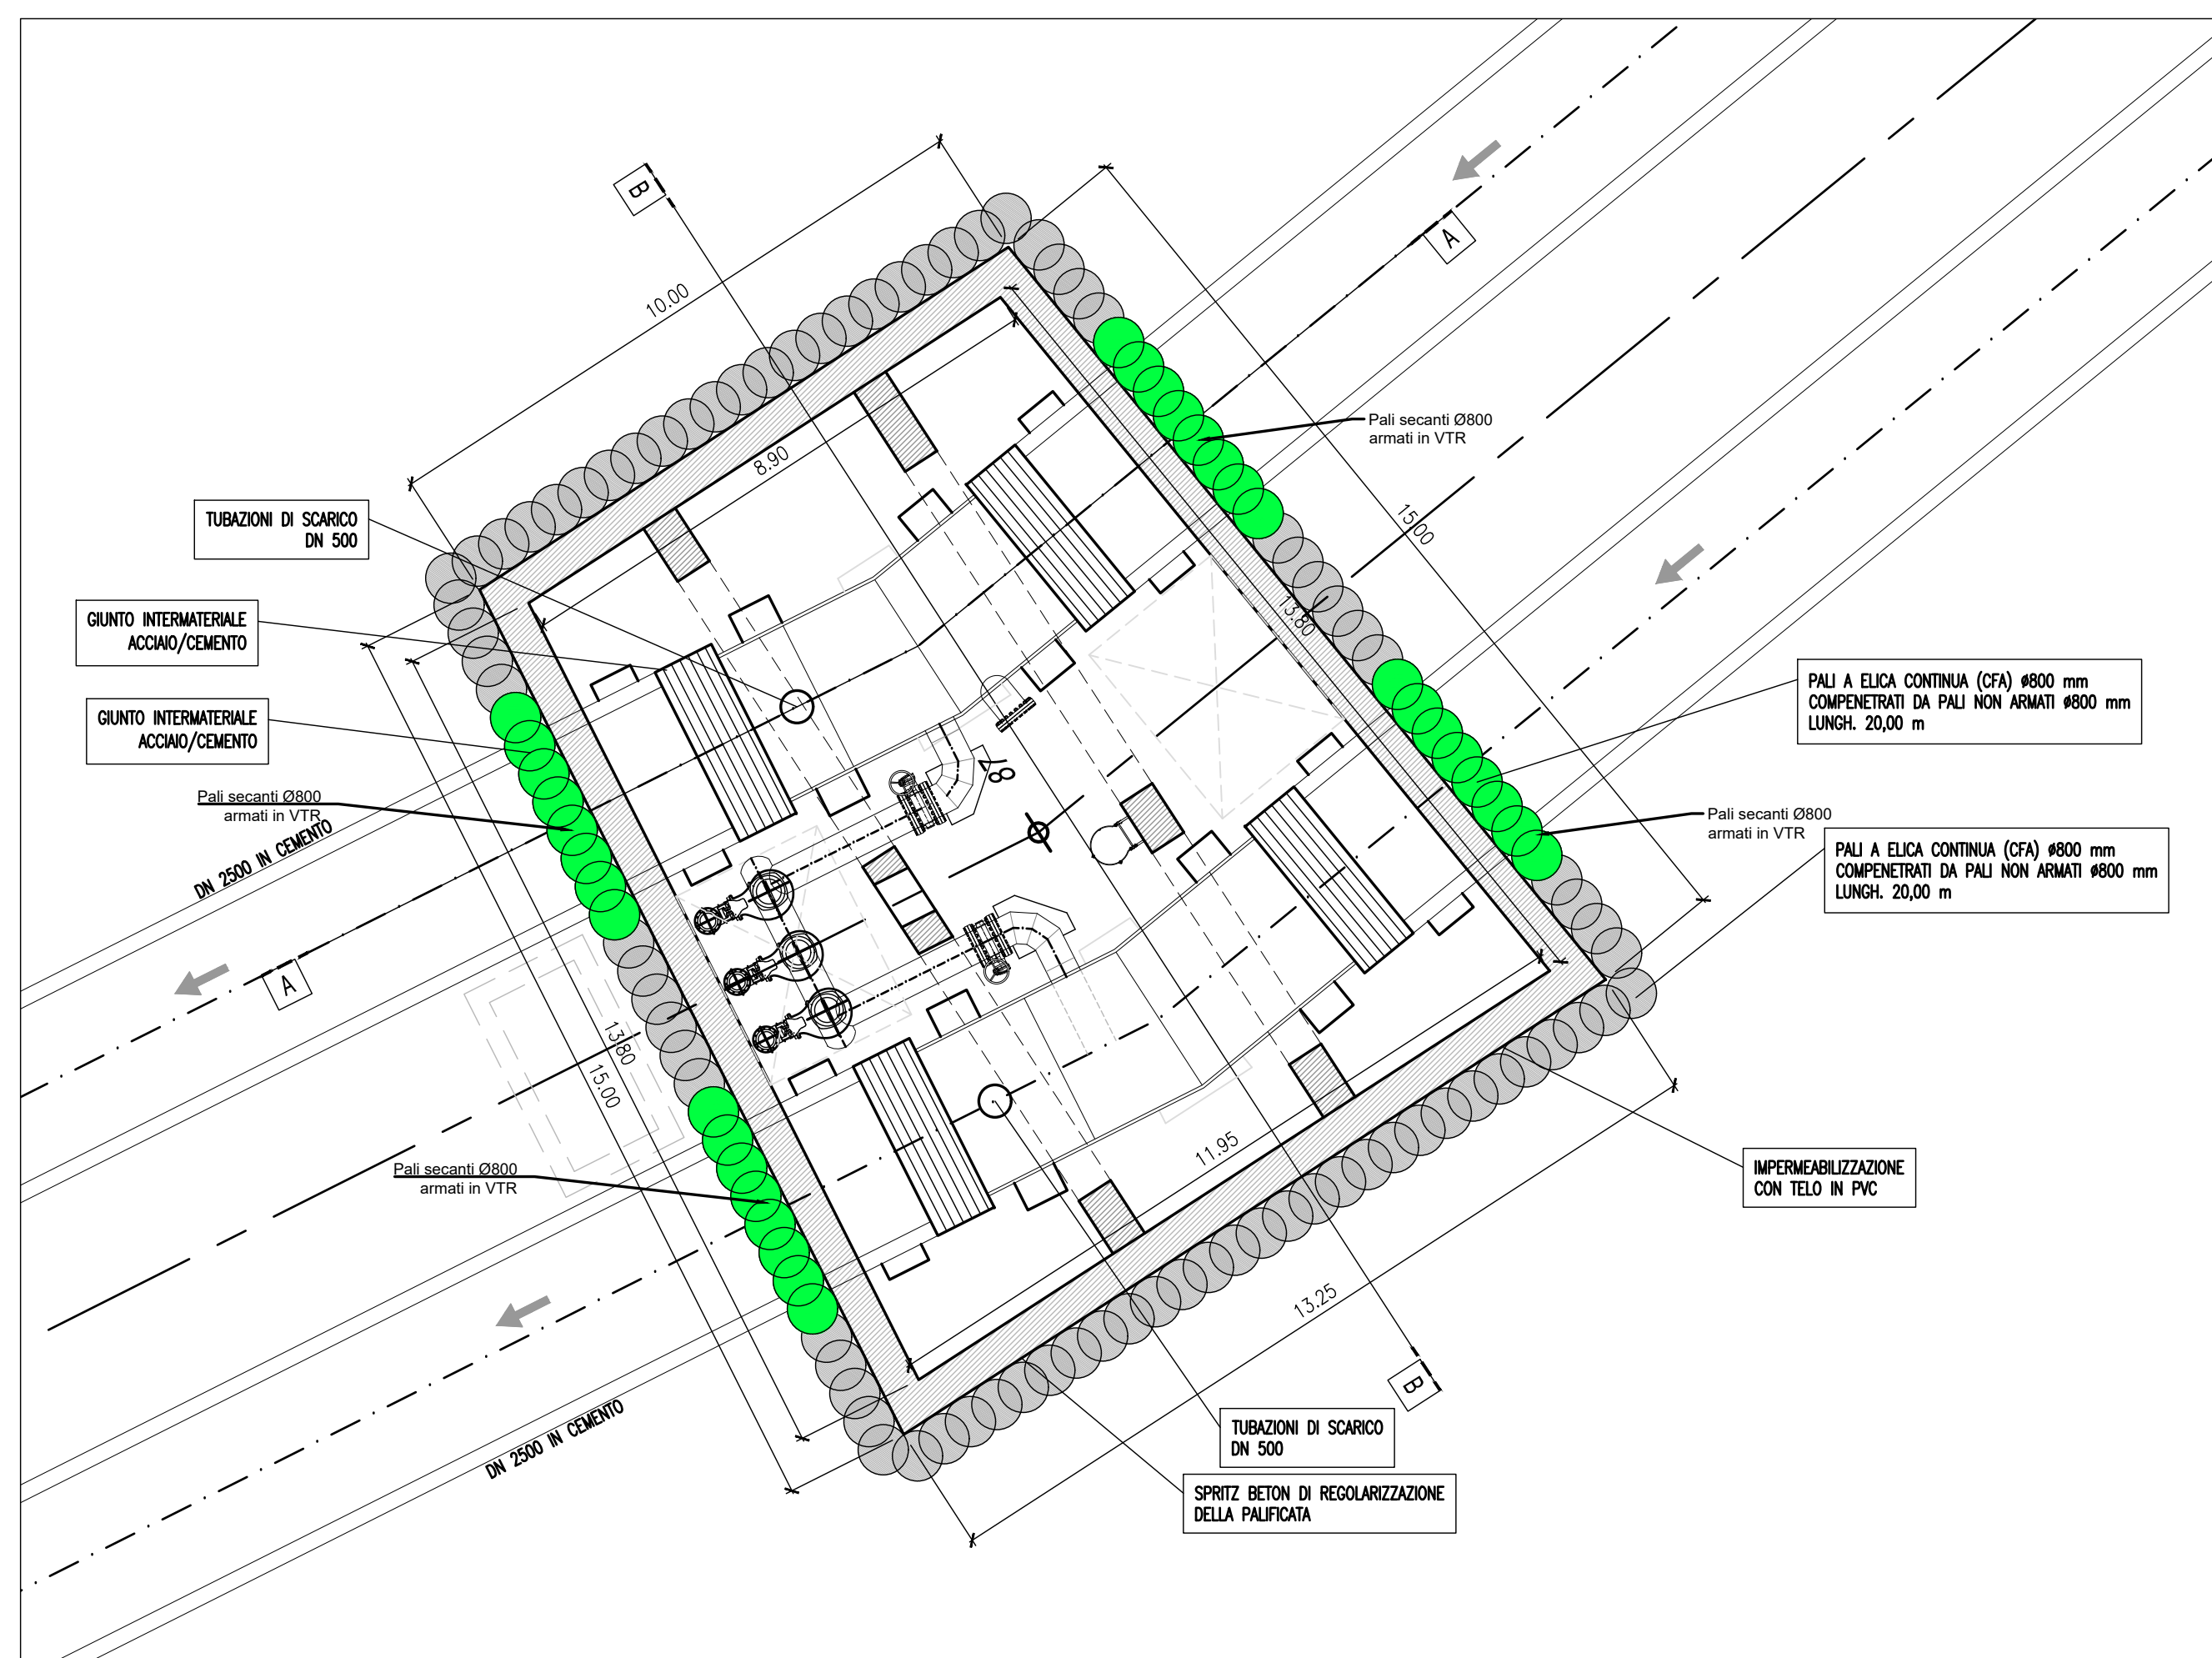 B
10.00
A
8.90
Pali secanti Ø800
armati in VTR
TUBAZIONI DI SCARICO
DN 500
15.00
GIUNTO INTERMATERIALE
ACCIAIO/CEMENTO
13.80
PALI A ELICA CONTINUA (CFA) Ø800 mm
COMPENETRATI DA PALI NON ARMATI Ø800 mm
LUNGH. 20,00 m
GIUNTO INTERMATERIALE
ACCIAIO/CEMENTO
78
Pali secanti Ø800
armati in VTR
DN 2500 IN CEMENTO
Pali secanti Ø800
armati in VTR
PALI A ELICA CONTINUA (CFA) Ø800 mm
COMPENETRATI DA PALI NON ARMATI Ø800 mm
LUNGH. 20,00 m
A
13.80
15.00
11.95
Pali secanti Ø800
armati in VTR
IMPERMEABILIZZAZIONE
CON TELO IN PVC
13.25
B
DN 2500 IN CEMENTO
TUBAZIONI DI SCARICO
DN 500
SPRITZ BETON DI REGOLARIZZAZIONE
DELLA PALIFICATA